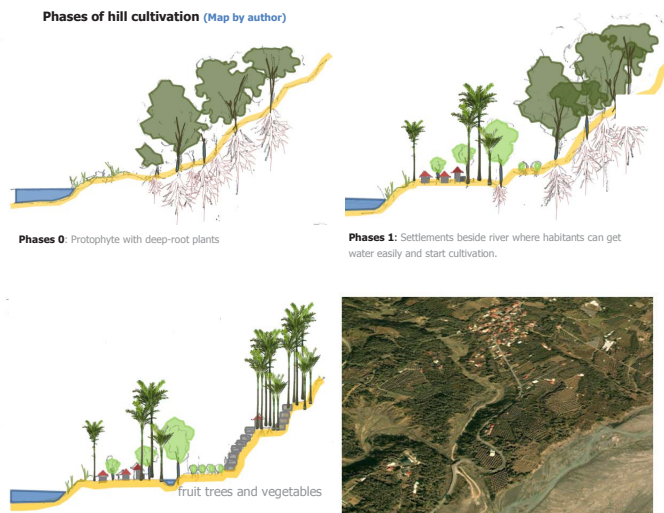 Phases of hill cultivation (Map by author)
Phases 0: Protophyte with deep-root plants
Phases 1: Settlements beside river where habitants can get
water easily and start cultivation.
fruit trees and vegetables